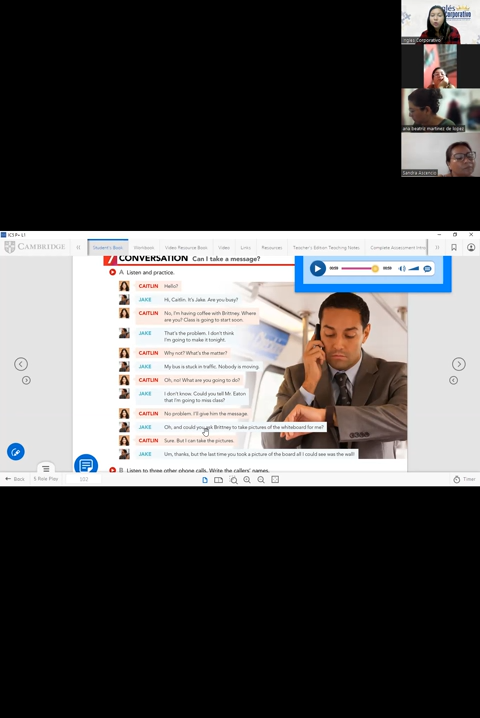 Inglés Corporativo
ana beatriz martinez de lopez
Sandra Ascencio
CAMBRIDGE
Student's Book
Workbook
Video Resource Book
Video
Links
Resources
Teacher's Edition Teaching Notes
Complete Assessment
7 CONVERSATION Can I take a message?
A Listen and practice.
CAITLIN Hello?
JAKE Hi, Caitlin. It's Jake. Are you busy?
CAITLIN No, I'm having coffee with Brittney. Where
are you? Class is going to start soon.
JAKE That's the problem. I don't think
I'm going to make it tonight.
CAITLIN Why not? What's the matter?
JAKE My bus is stuck in traffic. Nobody is moving.
CAITLIN Oh, no! What are you going to do?
JAKE I don't know. Could you tell Mr. Eaton
that I'm going to miss class?
CAITLIN No problem. I'll give him the message.
JAKE Oh, and could you ask Brittney to take pictures of the whiteboard for me?
CAITLIN Sure. But I can take the pictures.
JAKE Um, thanks, but the last time you took a picture of the board all I could see was the wall!
B Listen to three other phone calls. Write the callers' names.
Back
5 Role Play
102
Timer